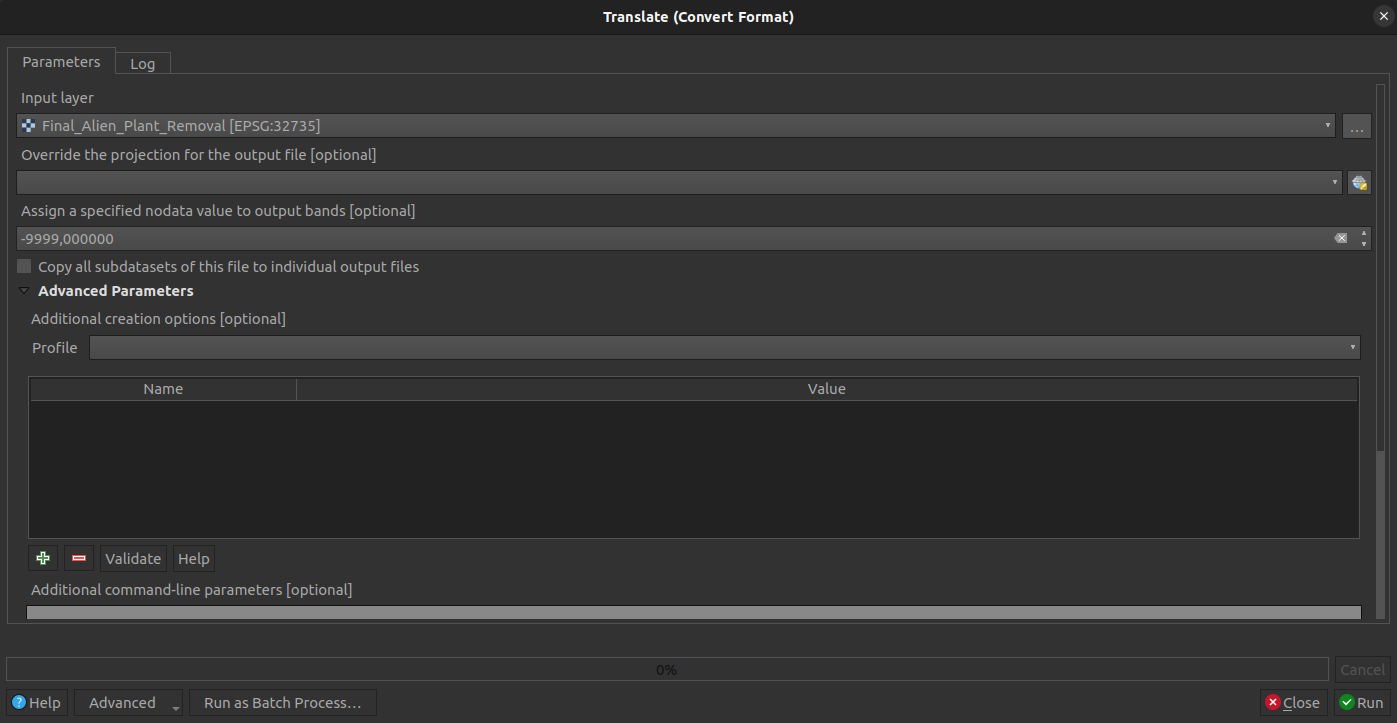 Translate (Convert Format)
Parameters
Log
Input layer
Final_Alien_Plant_Removal [EPSG:32735]
...
Override the projection for the output file [optional]
Assign a specified nodata value to output bands [optional]
-9999,000000
Copy all subdatasets of this file to individual output files
Advanced Parameters
Additional creation options [optional]
Profile
Name Value
Validate Help
Additional command-line parameters [optional]
0%
Cancel
Help Advanced Run as Batch Process… Close Run